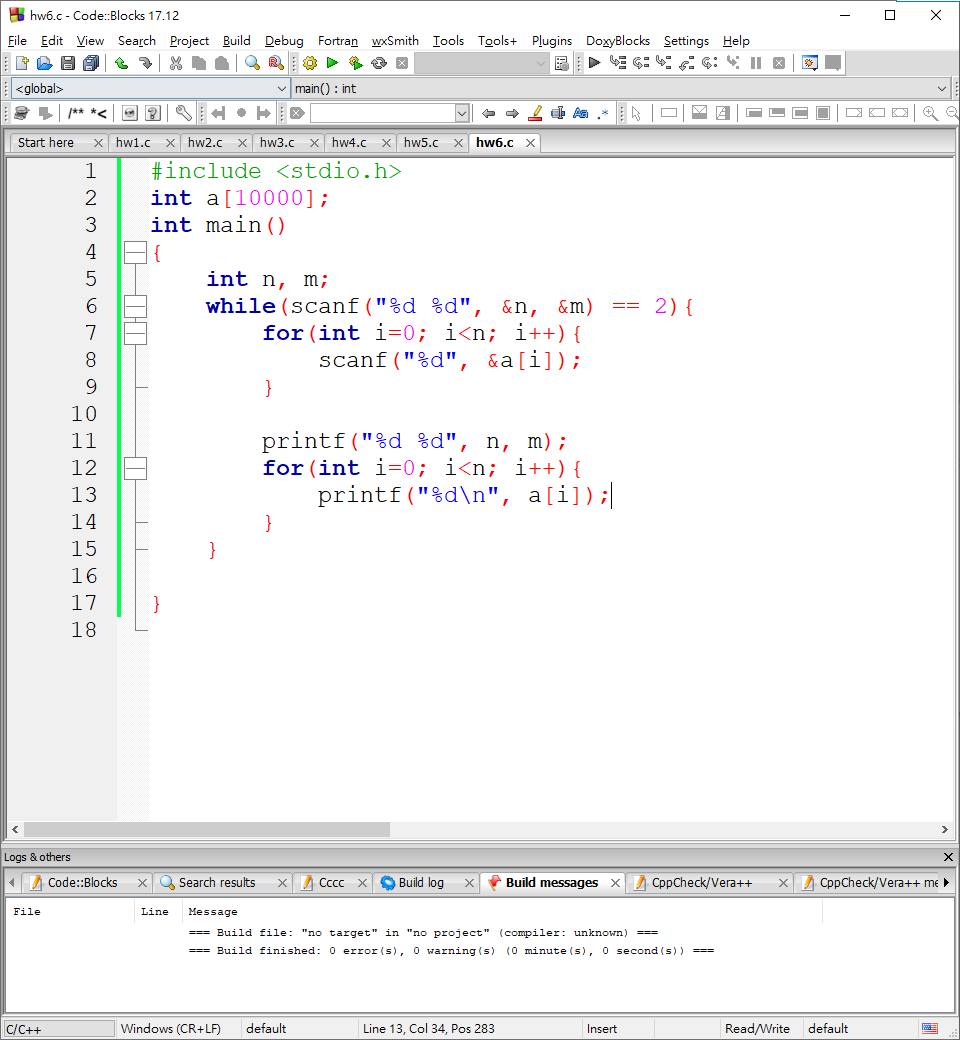 hw6.c - Code::Blocks 17.12
File Edit View Search Project Build Debug Fortran wxSmith Tools Tools+ Plugins DoxyBlocks Settings Help
<global> main() : int
/** *<
Start here hw1.c hw2.c hw3.c hw4.c hw5.c hw6.c
1 #include <stdio.h>
2 int a[10000];
3 int main()
4 {
5 int n, m;
6 while(scanf("%d %d", &n, &m) == 2){
7 for(int i=0; i<n; i++){
8 scanf("%d", &a[i]);
9 }
10
11 printf("%d %d", n, m);
12 for(int i=0; i<n; i++){
13 printf("%d\n", a[i]);
14 }
15 }
16
17 }
18
Logs & others
Code::Blocks Search results Cccc Build log Build messages CppCheck/Vera++ CppCheck/Vera++ me
File Line Message
=== Build file: "no target" in "no project" (compiler: unknown) ===
=== Build finished: 0 error(s), 0 warning(s) (0 minute(s), 0 second(s)) ===
C/C++ Windows (CR+LF) default Line 13, Col 34, Pos 283 Insert Read/Write default